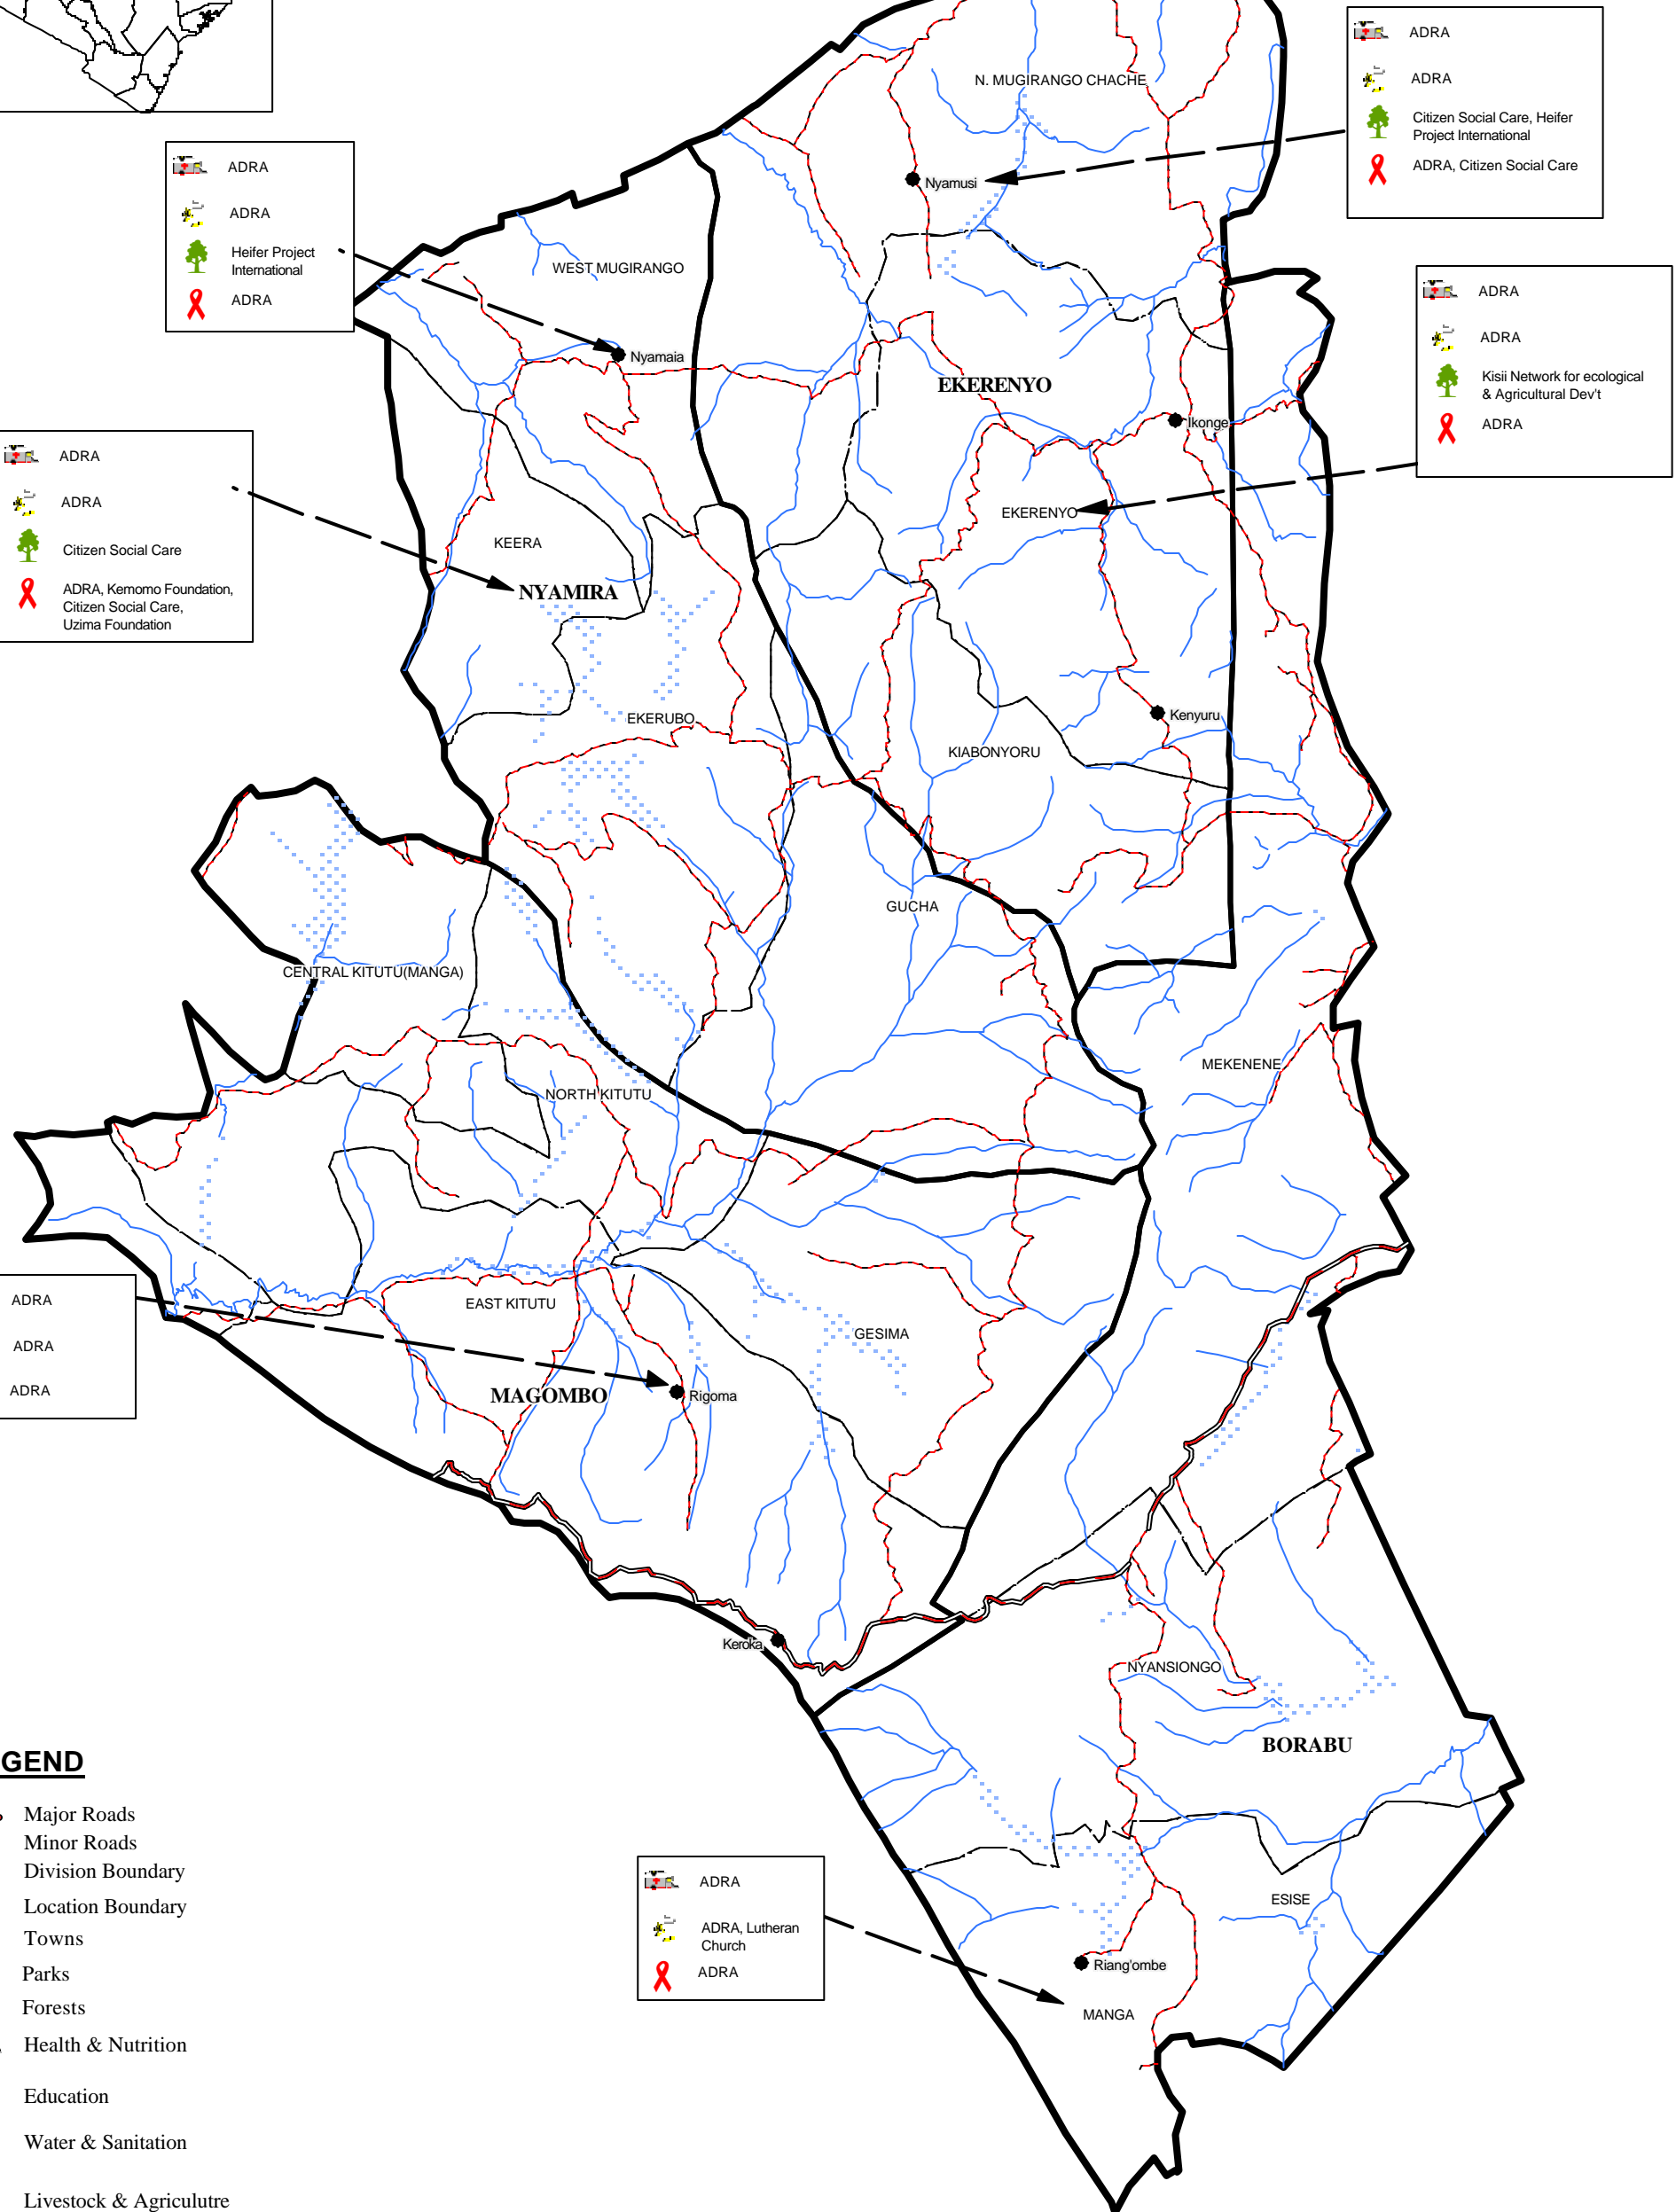 ADRA
ADRA
Citizen Social Care, Heifer
Project International
ADRA, Citizen Social Care
N. MUGIRANGO CHACHE
Nyamusi
ADRA
ADRA
Heifer Project
International
ADRA
WEST MUGIRANGO
Nyamaia
ADRA
ADRA
Kisii Network for ecological
& Agricultural Dev't
ADRA
EKERENYO
Ikonge
EKERENYO
ADRA
ADRA
Citizen Social Care
ADRA, Kemomo Foundation,
Citizen Social Care,
Uzima Foundation
KEERA
NYAMIRA
EKERUBO
Kenyuru
KIABONYORU
GUCHA
CENTRAL KITUTU(MANGA)
MEKENENE
NORTH KITUTU
ADRA
ADRA
ADRA
EAST KITUTU
GESIMA
MAGOMBO
Rigoma
Keroka
NYANSIONGO
BORABU
ESISE
Riang'ombe
MANGA
ADRA
ADRA, Lutheran
Church
ADRA
GEND
Major Roads
Minor Roads
Division Boundary
Location Boundary
Towns
Parks
Forests
Health & Nutrition
Education
Water & Sanitation
Livestock & Agriculutre